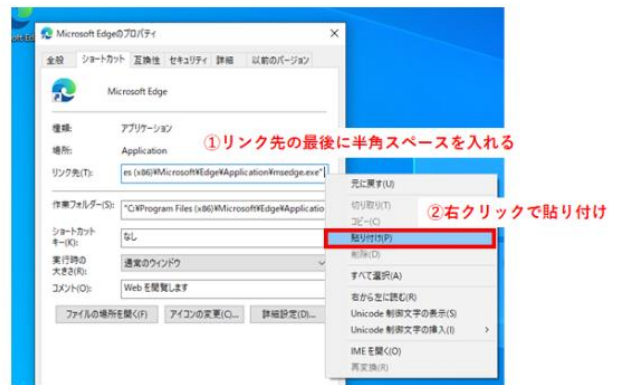 Microsoft Edgeのプロパティ
全般 ショートカット 互換性 セキュリティ 詳細 以前のバージョン
Microsoft Edge
種類: アプリケーション
①リンク先の最後に半角スペースを入れる
場所: Application
リンク先(T): es (x86)¥Microsoft¥Edge¥Application¥msedge.exe"
作業フォルダー(S): "C:¥Program Files (x86)¥Microsoft¥Edge¥Applicatio
ショートカット
キー(K): なし
実行時の
大きさ(R): 通常のウィンドウ
コメント(O): Web を閲覧します
ファイルの場所を開く(F) アイコンの変更(C)... 詳細設定(D)...
元に戻す(U)
切り取り(T)
②右クリックで貼り付け
コピー(C)
貼り付け(P)
削除(D)
すべて選択(A)
右から左に読む(R)
Unicode 制御文字の表示(S)
Unicode 制御文字の挿入(I) >
IME を開く(O)
再変換(R)